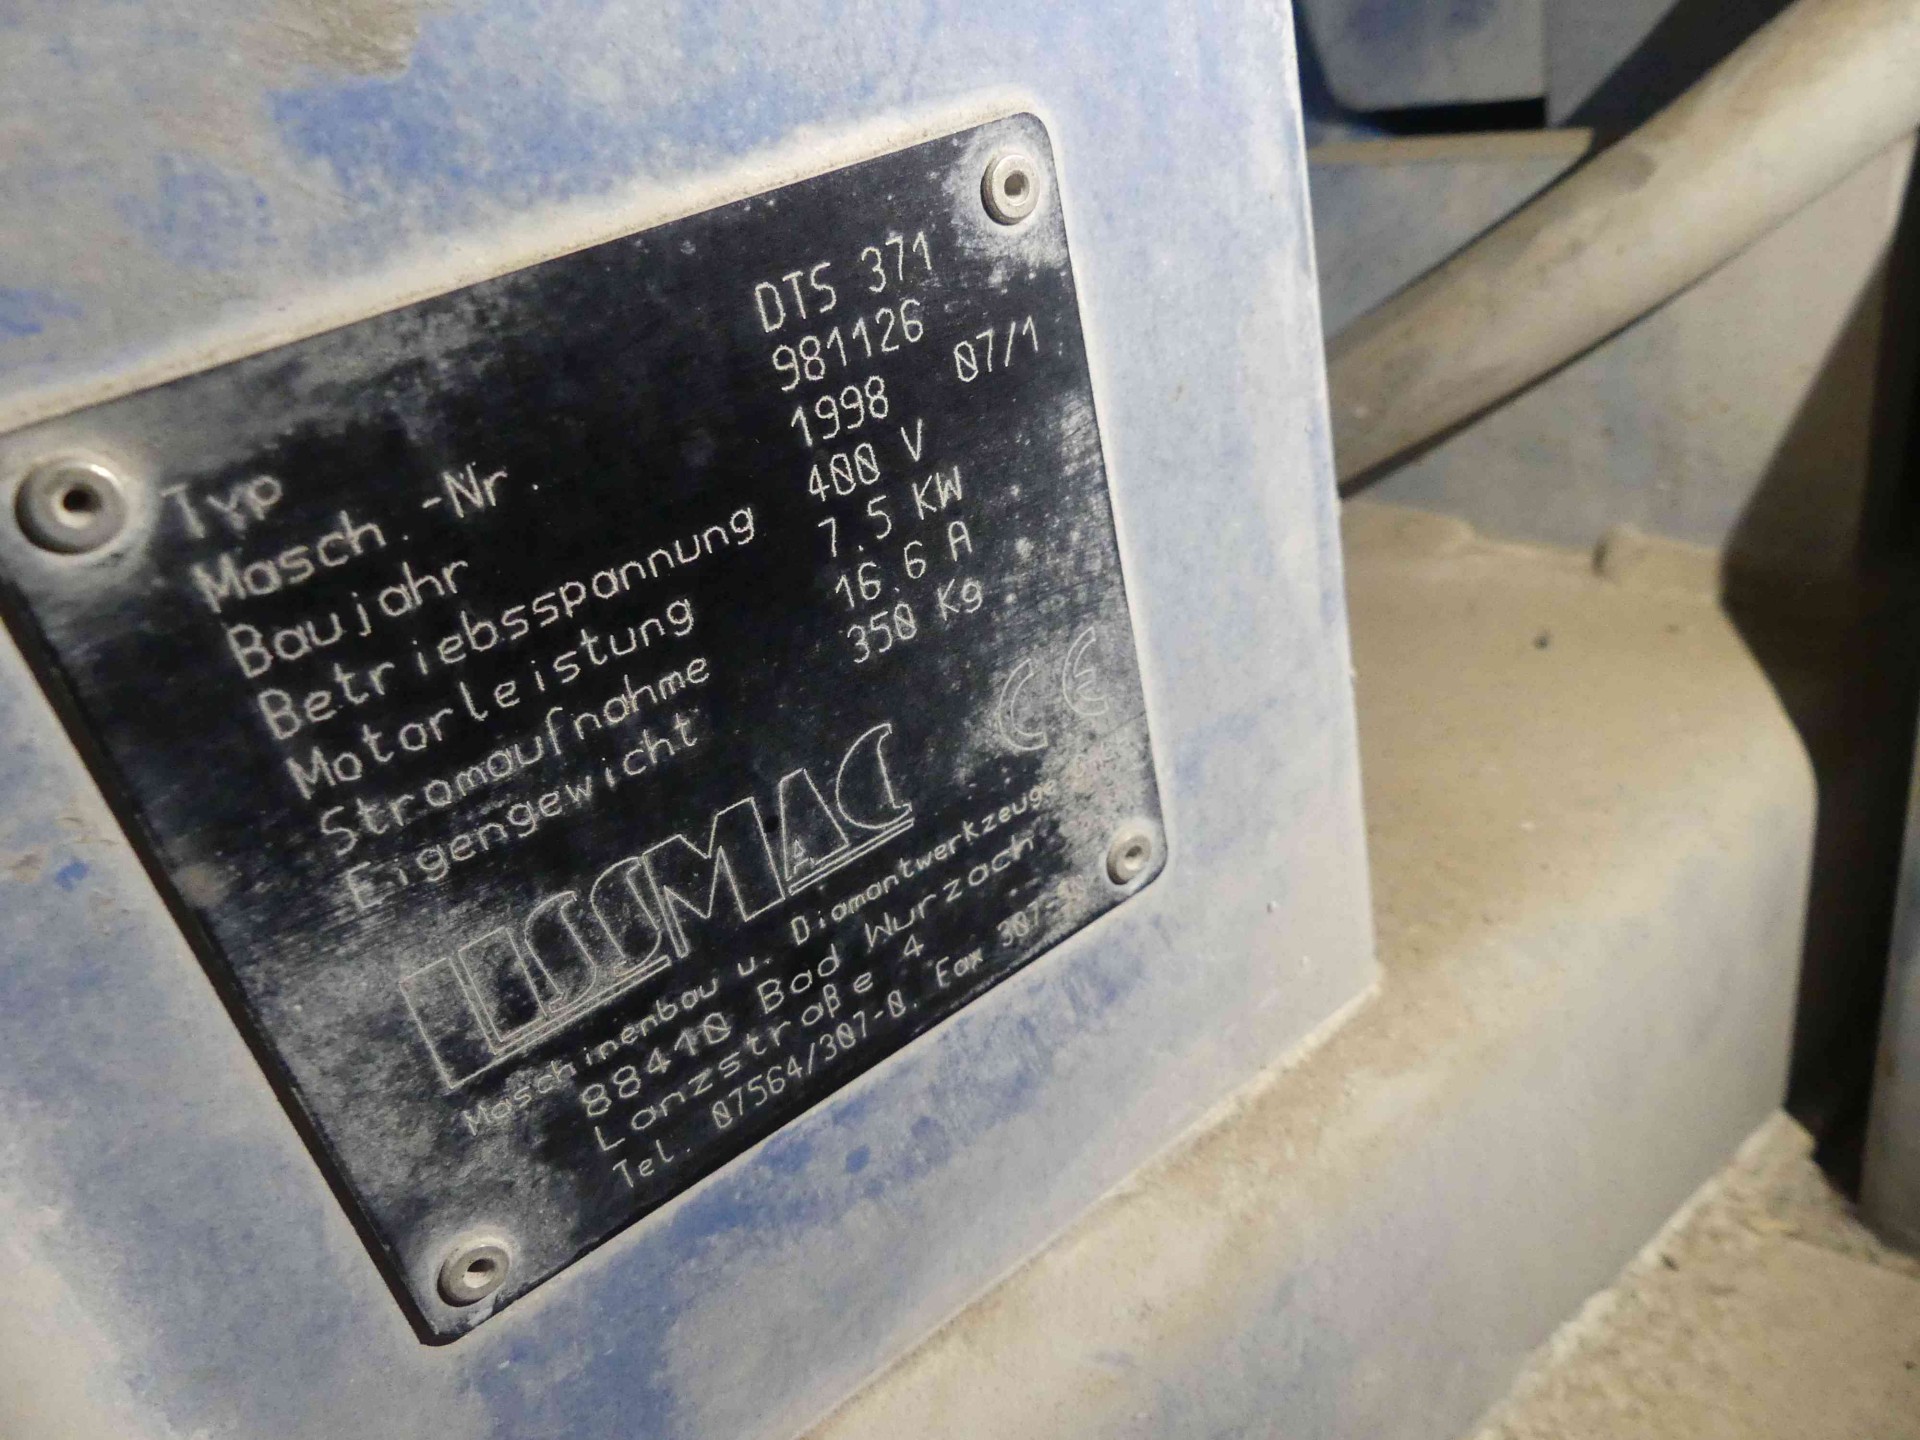 Typ DTS 371
Masch.-Nr. 981126
Baujahr 1998 07/1
Betriebsspannung 400 V
Motorleistung 7.5 KW
Stromaufnahme 16.6 A
Eigengewicht 350 Kg
CE
LISSMAC
Maschinenbau u. Diamantwerkzeuge
88410 Bad Wurzach
Lanzstraße 4
Tel. 07564/307-0, Fax